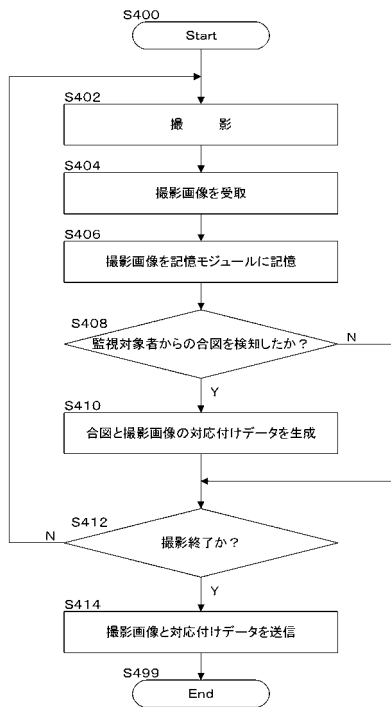 S400
Start
S402
撮　影
S404
撮影画像を受取
S406
撮影画像を記憶モジュールに記憶
S408
監視対象者からの合図を検知したか？
N
Y
S410
合図と撮影画像の対応付けデータを生成
S412
N
撮影終了か？
Y
S414
撮影画像と対応付けデータを送信
S499
End